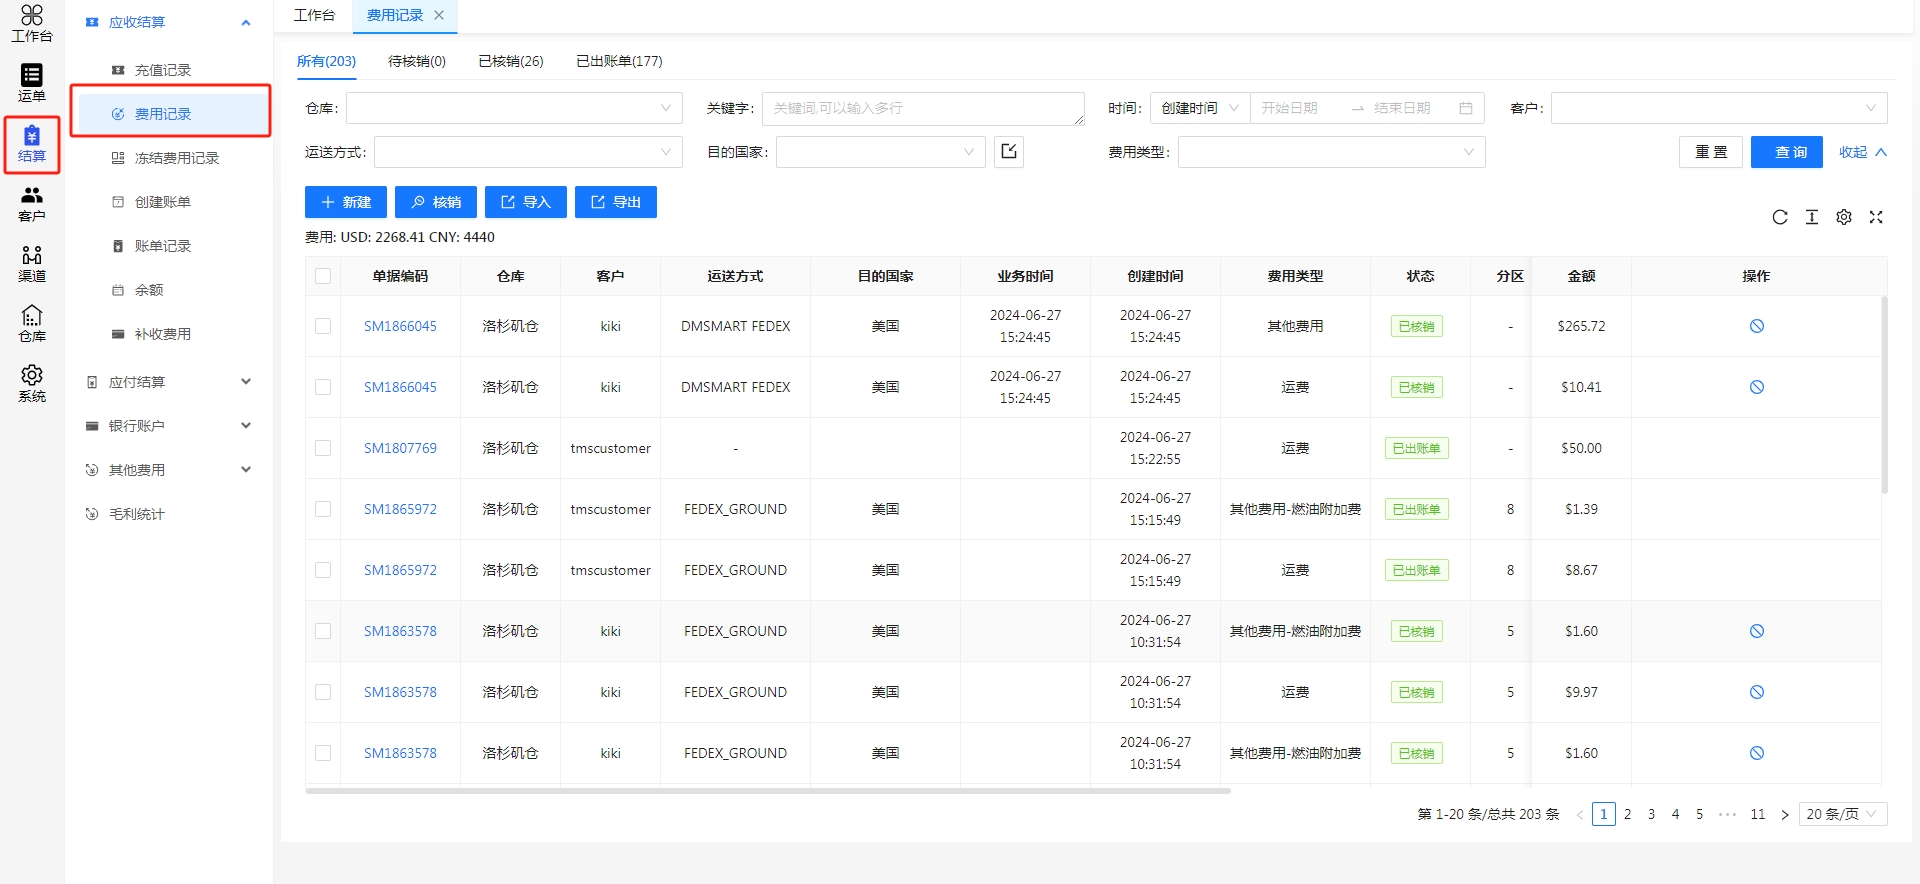 工作台
运单
结算
客户
渠道
仓库
系统
应收结算
充值记录
费用记录
冻结费用记录
创建账单
账单记录
余额
补收费用
应付结算
银行账户
其他费用
毛利统计
工作台 费用记录
所有(203) 待核销(0) 已核销(26) 已出账单(177)
仓库: 关键字: 关键词,可以输入多行 时间: 创建时间 开始日期 结束日期 客户:
运送方式: 目的国家: 费用类型: 重 置 查 询 收起
新建 核销 导入 导出
费用: USD: 2268.41 CNY: 4440
单据编码 仓库 客户 运送方式 目的国家 业务时间 创建时间 费用类型 状态 分区 金额 操作
SM1866045 洛杉矶仓 kiki DMSMART FEDEX 美国 2024-06-27 15:24:45 2024-06-27 15:24:45 其他费用 已核销 - $265.72
SM1866045 洛杉矶仓 kiki DMSMART FEDEX 美国 2024-06-27 15:24:45 2024-06-27 15:24:45 运费 已核销 - $10.41
SM1807769 洛杉矶仓 tmscustomer - 2024-06-27 15:22:55 运费 已出账单 - $50.00
SM1865972 洛杉矶仓 tmscustomer FEDEX_GROUND 美国 2024-06-27 15:15:49 其他费用-燃油附加费 已出账单 8 $1.39
SM1865972 洛杉矶仓 tmscustomer FEDEX_GROUND 美国 2024-06-27 15:15:49 运费 已出账单 8 $8.67
SM1863578 洛杉矶仓 kiki FEDEX_GROUND 美国 2024-06-27 10:31:54 其他费用-燃油附加费 已核销 5 $1.60
SM1863578 洛杉矶仓 kiki FEDEX_GROUND 美国 2024-06-27 10:31:54 运费 已核销 5 $9.97
SM1863578 洛杉矶仓 kiki FEDEX_GROUND 美国 2024-06-27 10:31:54 其他费用-燃油附加费 已核销 5 $1.60
第 1-20 条/总共 203 条 < 1 2 3 4 5 ••• 11 > 20 条/页